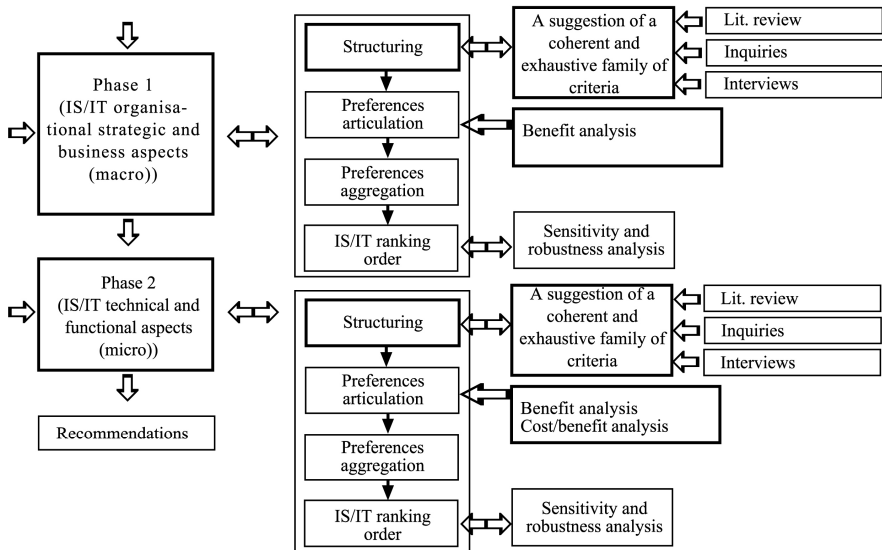 Phase 1
(IS/IT organisa-
tional strategic and
business aspects
(macro))
Structuring
Preferences
articulation
Preferences
aggregation
IS/IT ranking
order
A suggestion of a
coherent and
exhaustive family of
criteria
Lit. review
Inquiries
Interviews
Benefit analysis
Sensitivity and
robustness analysis
Phase 2
(IS/IT technical and
functional aspects
(micro))
Structuring
Preferences
articulation
Preferences
aggregation
IS/IT ranking
order
A suggestion of a
coherent and
exhaustive family of
criteria
Lit. review
Inquiries
Interviews
Benefit analysis
Cost/benefit analysis
Sensitivity and
robustness analysis
Recommendations